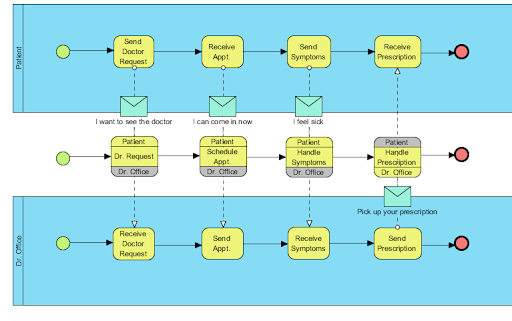 Patient
Send
Doctor
Request
Receive
Appt.
Send
Symptoms
Receive
Prescription
I want to see the doctor
I can come in now
I feel sick
Patient
Dr. Request
Dr. Office
Patient
Schedule
Appt.
Dr. Office
Patient
Handle
Symptoms
Dr. Office
Patient
Handle
Prescription
Dr. Office
Pick up your prescription
Dr. Office
Receive
Doctor
Request
Send
Appt.
Receive
Symptoms
Send
Prescription